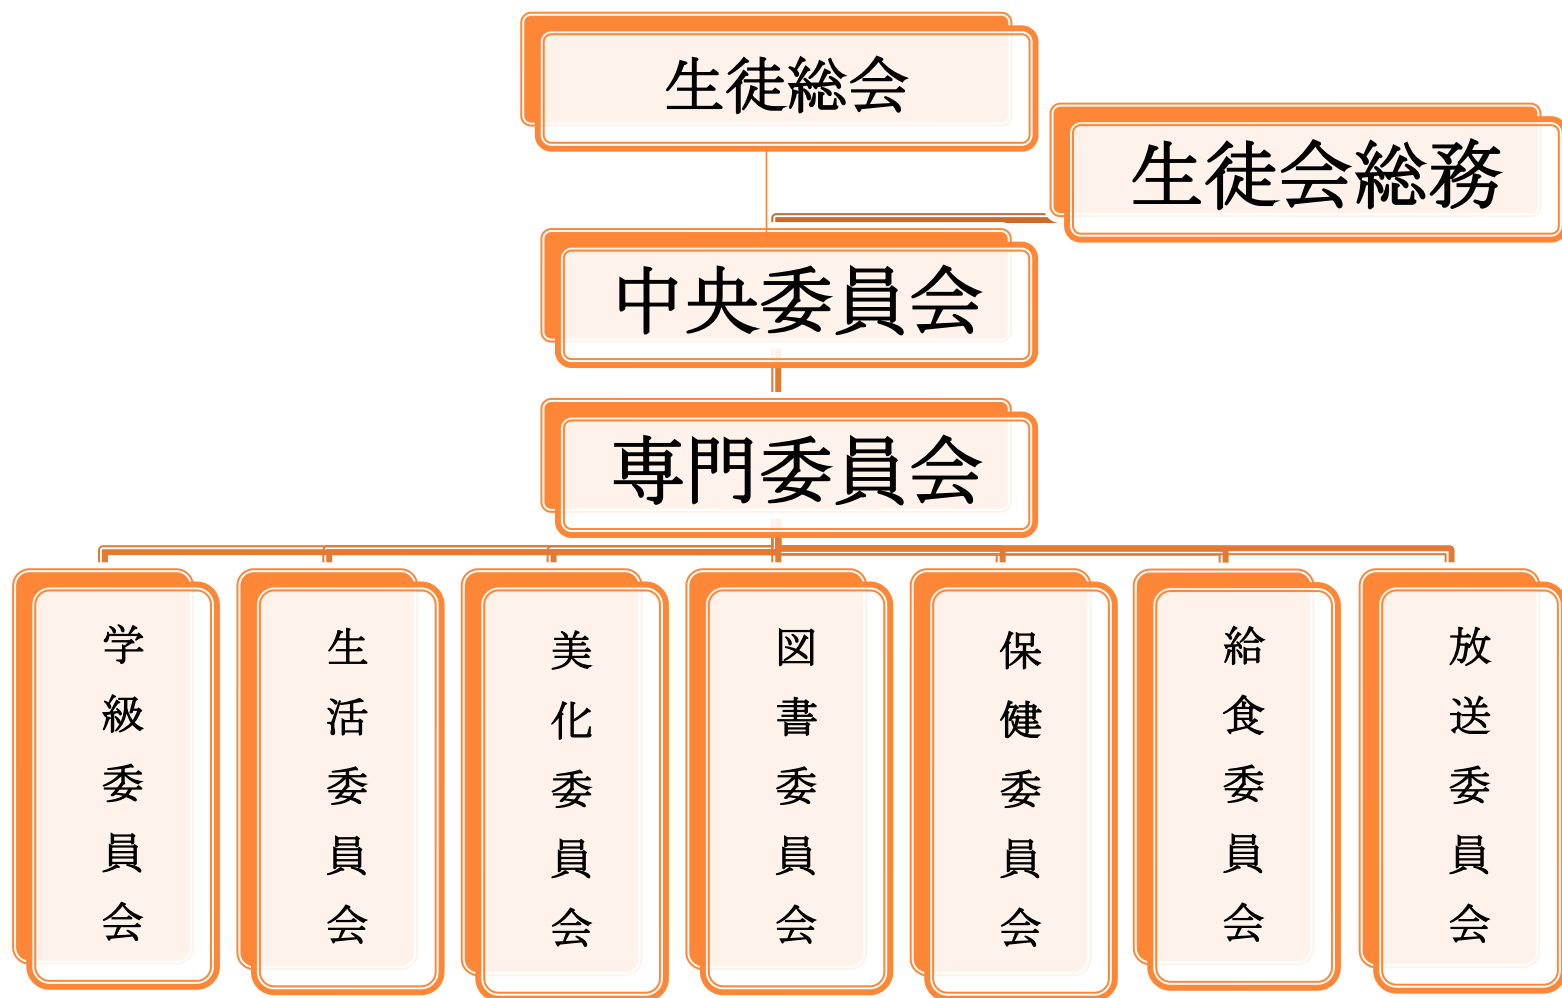 生徒総会
生徒会総務
中央委員会
専門委員会
学級委員会
生活委員会
美化委員会
図書委員会
保健委員会
給食委員会
放送委員会